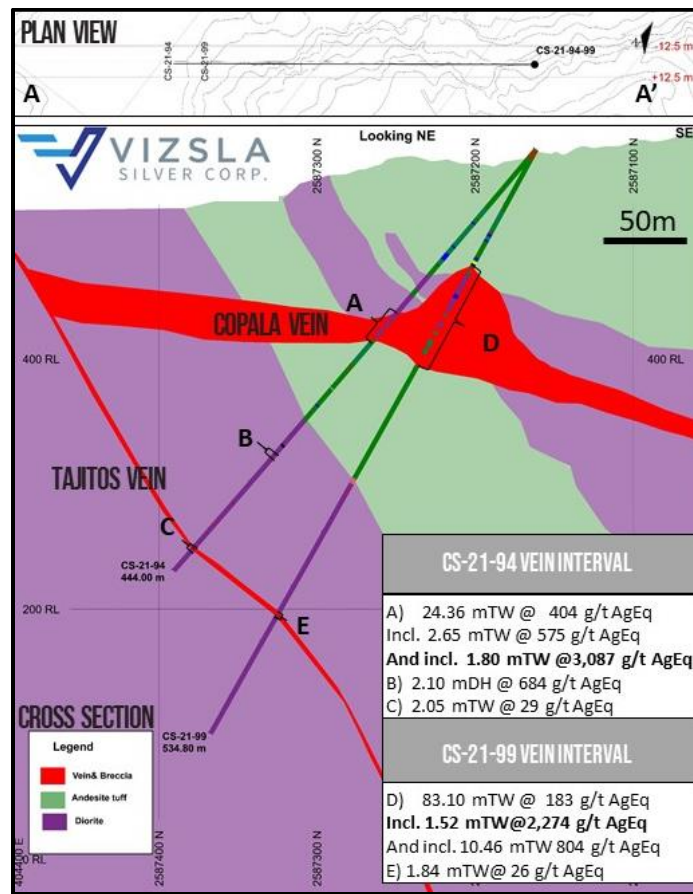 PLAN VIEW
CS-21-94
CS-21-99
CS-21-94-99
-12.5 m
+12.5 m
A
A'
VIZSLA
SILVER CORP.
Looking NE
SE
2587300 N
2587200 N
2587100 N
50m
A
COPALA VEIN
D
400 RL
400 RL
B
TAJITOS VEIN
C
CS-21-94
444.00 m
200 RL
E
CROSS SECTION
CS-21-99
534.80 m
Legend
Vein& Breccia
Andesite tuff
Diorite
0 RL
404400 E
2587400 N
2587300 N
CS-21-94 VEIN INTERVAL
A) 24.36 mTW @ 404 g/t AgEq
Incl. 2.65 mTW @ 575 g/t AgEq
And incl. 1.80 mTW @3,087 g/t AgEq
B) 2.10 mDH @ 684 g/t AgEq
C) 2.05 mTW @ 29 g/t AgEq
CS-21-99 VEIN INTERVAL
D) 83.10 mTW @ 183 g/t AgEq
Incl. 1.52 mTW@2,274 g/t AgEq
And incl. 10.46 mTW 804 g/t AgEq
E) 1.84 mTW@ 26 g/t AgEq